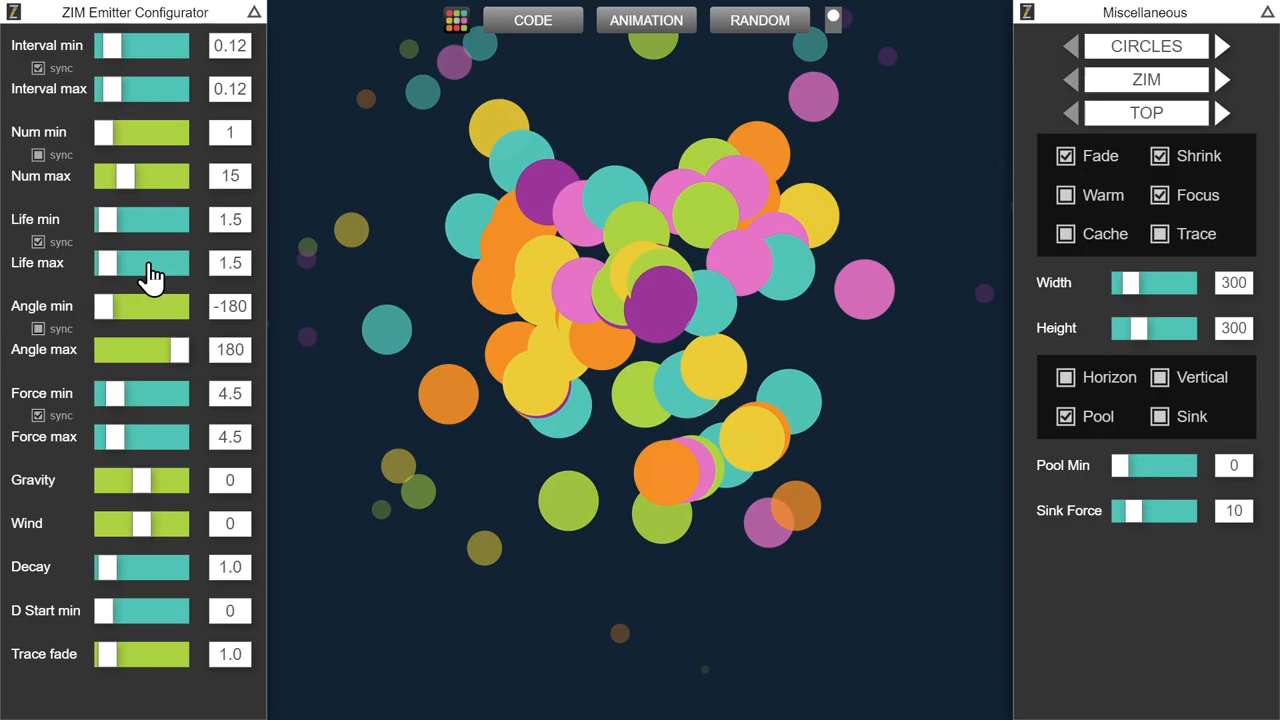 ZIM Emitter Configurator
Interval min 0.12
sync
Interval max 0.12
Num min 1
sync
Num max 15
Life min 1.5
sync
Life max 1.5
Angle min -180
sync
Angle max 180
Force min 4.5
sync
Force max 4.5
Gravity 0
Wind 0
Decay 1.0
D Start min 0
Trace fade 1.0
CODE ANIMATION RANDOM
Z Miscellaneous
CIRCLES
ZIM
TOP
Fade Shrink
Warm Focus
Cache Trace
Width 300
Height 300
Horizon Vertical
Pool Sink
Pool Min 0
Sink Force 10